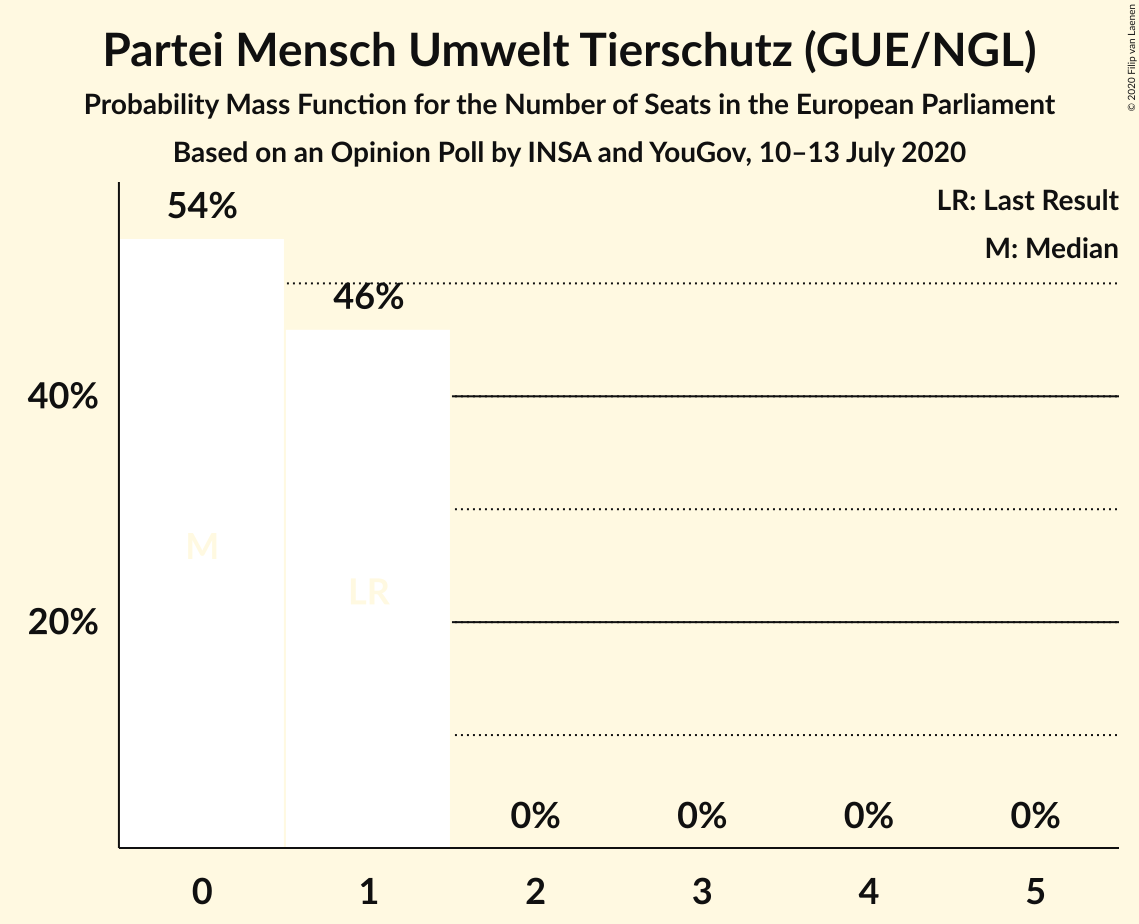 Partei Mensch Umwelt Tierschutz (GUE/NGL)
Probability Mass Function for the Number of Seats in the European Parliament
Based on an Opinion Poll by INSA and YouGov, 10–13 July 2020
© 2020 Filip van Laenen
LR: Last Result
M: Median
54%
46%
40%
20%
M
LR
0%
0%
0%
0%
0
1
2
3
4
5